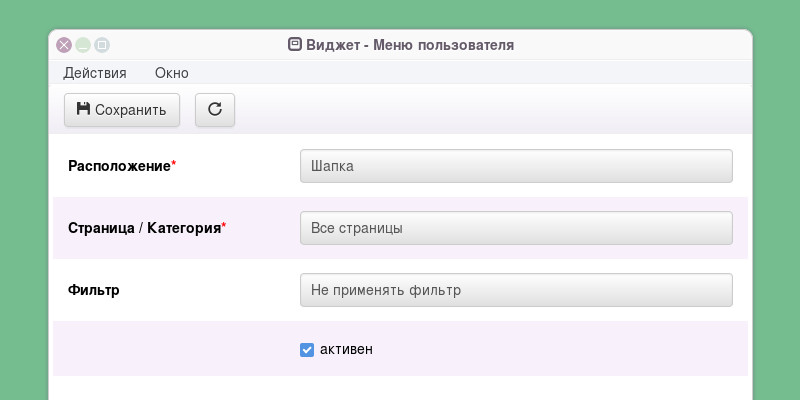 Виджет - Меню пользователя
Действия Окно
Сохранить
Расположение* Шапка
Страница / Категория* Все страницы
Фильтр Не применять фильтр
активен